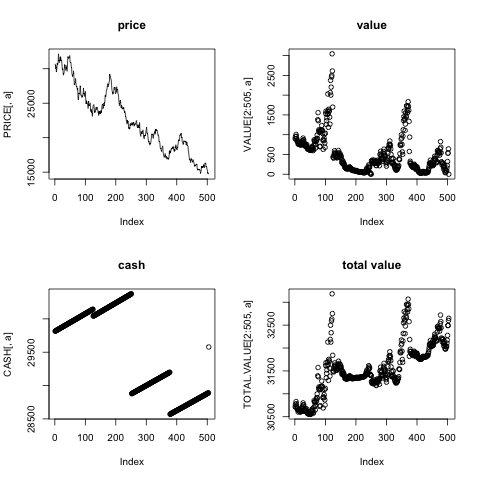 price
PRICE[, a]
15000 25000
0 100 200 300 400 500
Index
value
VALUE[2:505, a]
0 500 1500 2500
0 100 200 300 400 500
Index
cash
CASH[, a]
28500 29500
0 100 200 300 400 500
Index
total value
TOTAL.VALUE[2:505, a]
30500 31500 32500
0 100 200 300 400 500
Index